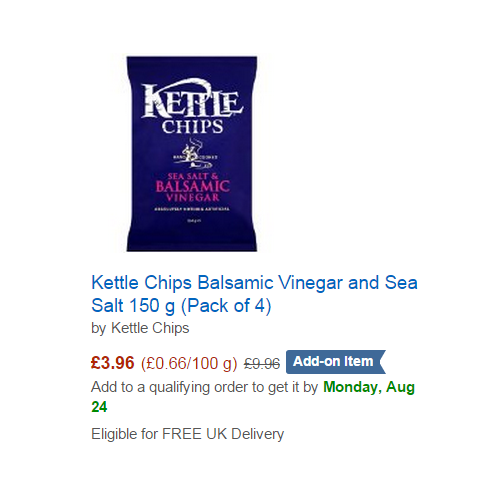 KETTLE
CHIPS
HAND COOKED
SEA SALT &
BALSAMIC
VINEGAR
ABSOLUTELY NOTHING ARTIFICIAL
Kettle Chips Balsamic Vinegar and Sea
Salt 150 g (Pack of 4)
by Kettle Chips
£3.96 (£0.66/100 g) £9.96 Add-on Item
Add to a qualifying order to get it by Monday, Aug
24
Eligible for FREE UK Delivery